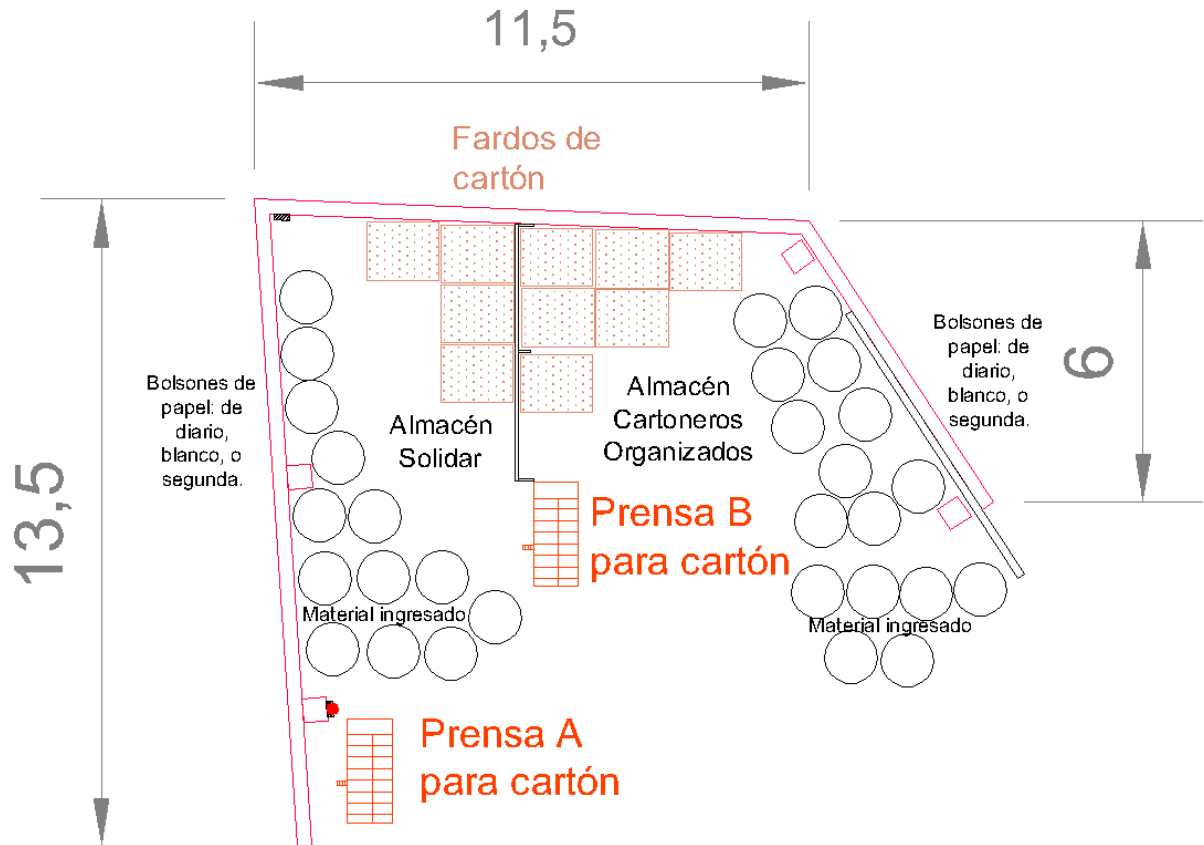 11,5
Fardos de
cartón
13,5
Bolsones de
papel: de
diario,
blanco, o
segunda.
Almacén
Solidar
Almacén
Cartoneros
Organizados
Bolsones de
papel: de
diario,
blanco, o
segunda.
6
Prensa B
para cartón
Material ingresado
Material ingresado
Prensa A
para cartón